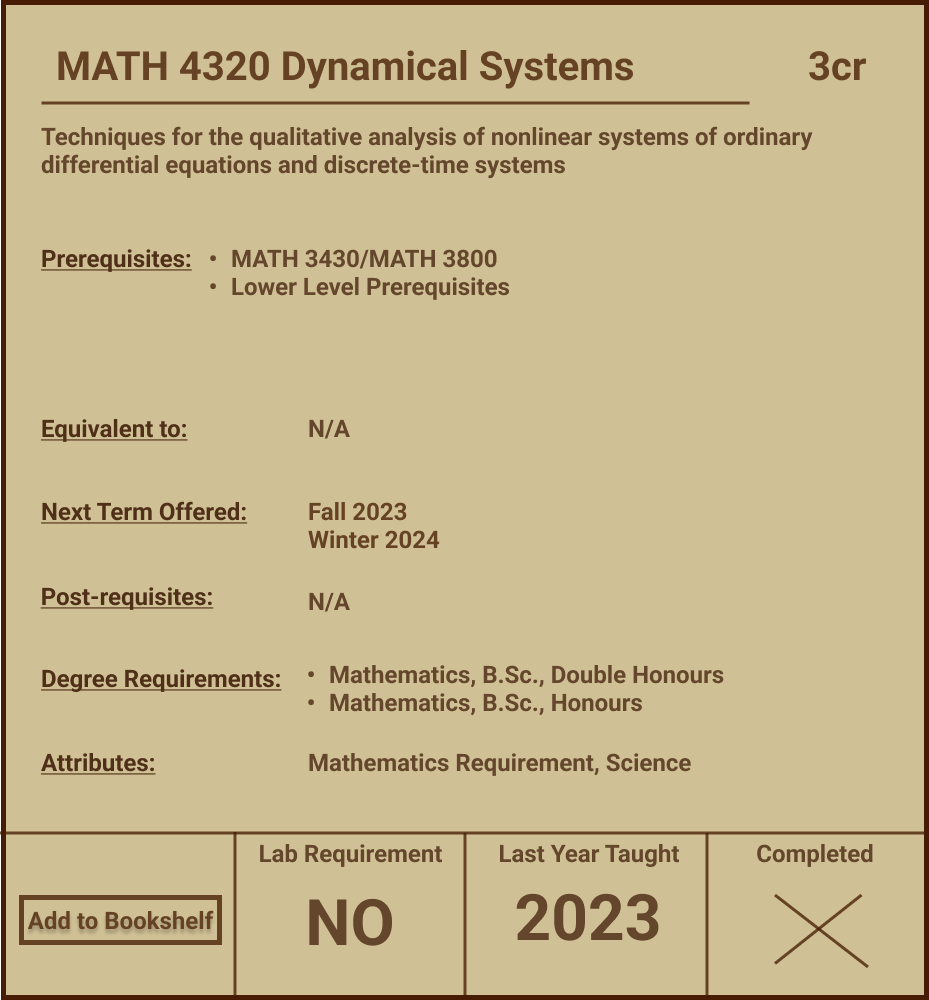 MATH 4320 Dynamical Systems 3cr
Techniques for the qualitative analysis of nonlinear systems of ordinary
differential equations and discrete-time systems
Prerequisites: • MATH 3430/MATH 3800
• Lower Level Prerequisites
Equivalent to: N/A
Next Term Offered: Fall 2023
Winter 2024
Post-requisites: N/A
Degree Requirements: • Mathematics, B.Sc., Double Honours
• Mathematics, B.Sc., Honours
Attributes: Mathematics Requirement, Science
Lab Requirement Last Year Taught Completed
Add to Bookshelf NO 2023